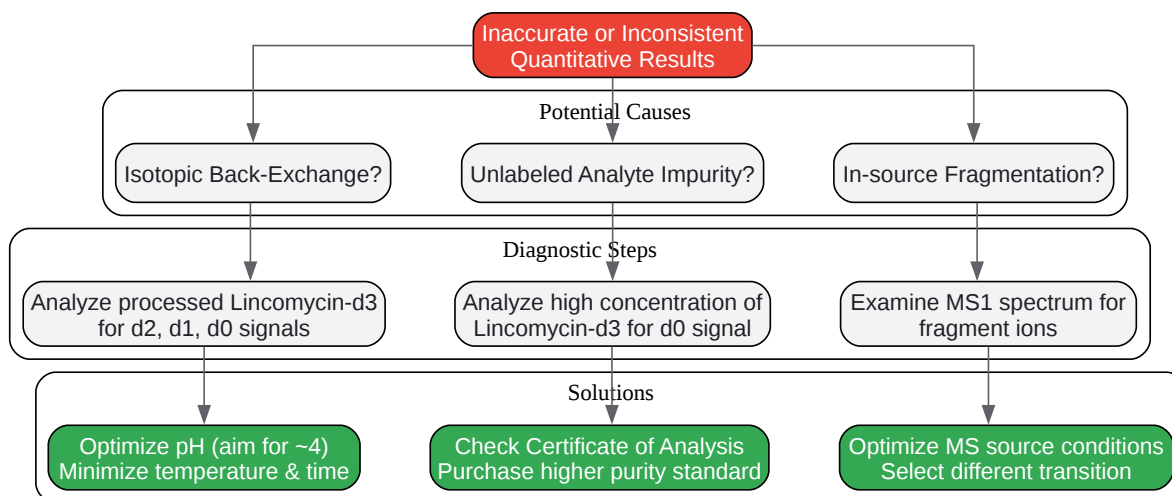 Inaccurate or Inconsistent
Quantitative Results
Potential Causes
Isotopic Back-Exchange?
Unlabeled Analyte Impurity?
In-source Fragmentation?
Diagnostic Steps
Analyze processed Lincomycin-d3
for d2, d1, d0 signals
Analyze high concentration of
Lincomycin-d3 for d0 signal
Examine MS1 spectrum for
fragment ions
Solutions
Optimize pH (aim for ~4)
Minimize temperature & time
Check Certificate of Analysis
Purchase higher purity standard
Optimize MS source conditions
Select different transition